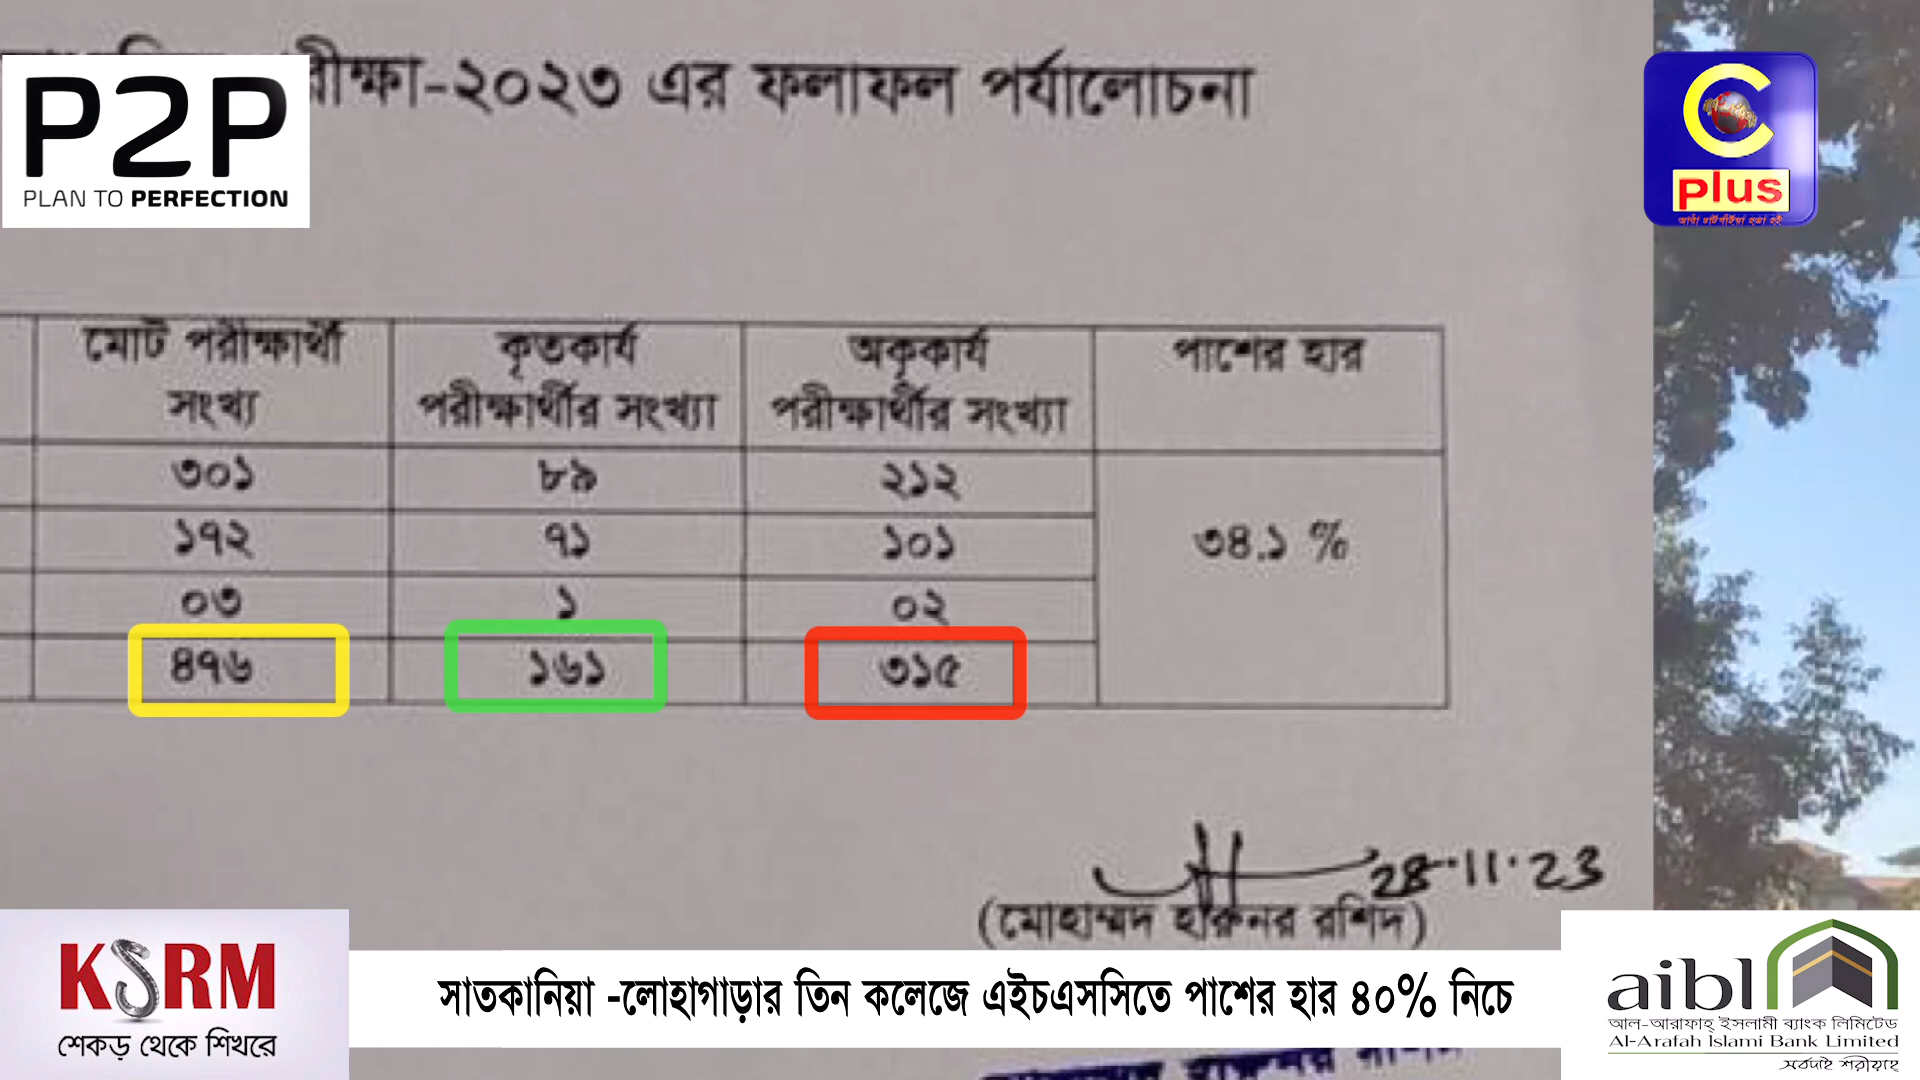 পরীক্ষা-২০২৩ এর ফলাফল পর্যালোচনা
P2P
PLAN TO PERFECTION
C
plus
মোট পরীক্ষার্থী সংখ্য
কৃতকার্য পরীক্ষার্থীর সংখ্যা
অকৃকার্য পরীক্ষার্থীর সংখ্যা
পাশের হার
৩০১ ৮৯ ২১২
১৭২ ৭১ ১০১
৩৪.১ %
০৩ ১ ০২
৪৭৬ ১৬১ ৩১৫
28.11.23
(মোহাম্মদ হারুনর রশিদ)
KSRM
শেকড় থেকে শিখরে
সাতকানিয়া -লোহাগাড়ার তিন কলেজে এইচএসসিতে পাশের হার ৪০% নিচে
aibl
আল-আরাফাহ্ ইসলামী ব্যাংক লিমিটেড
Al-Arafah Islami Bank Limited